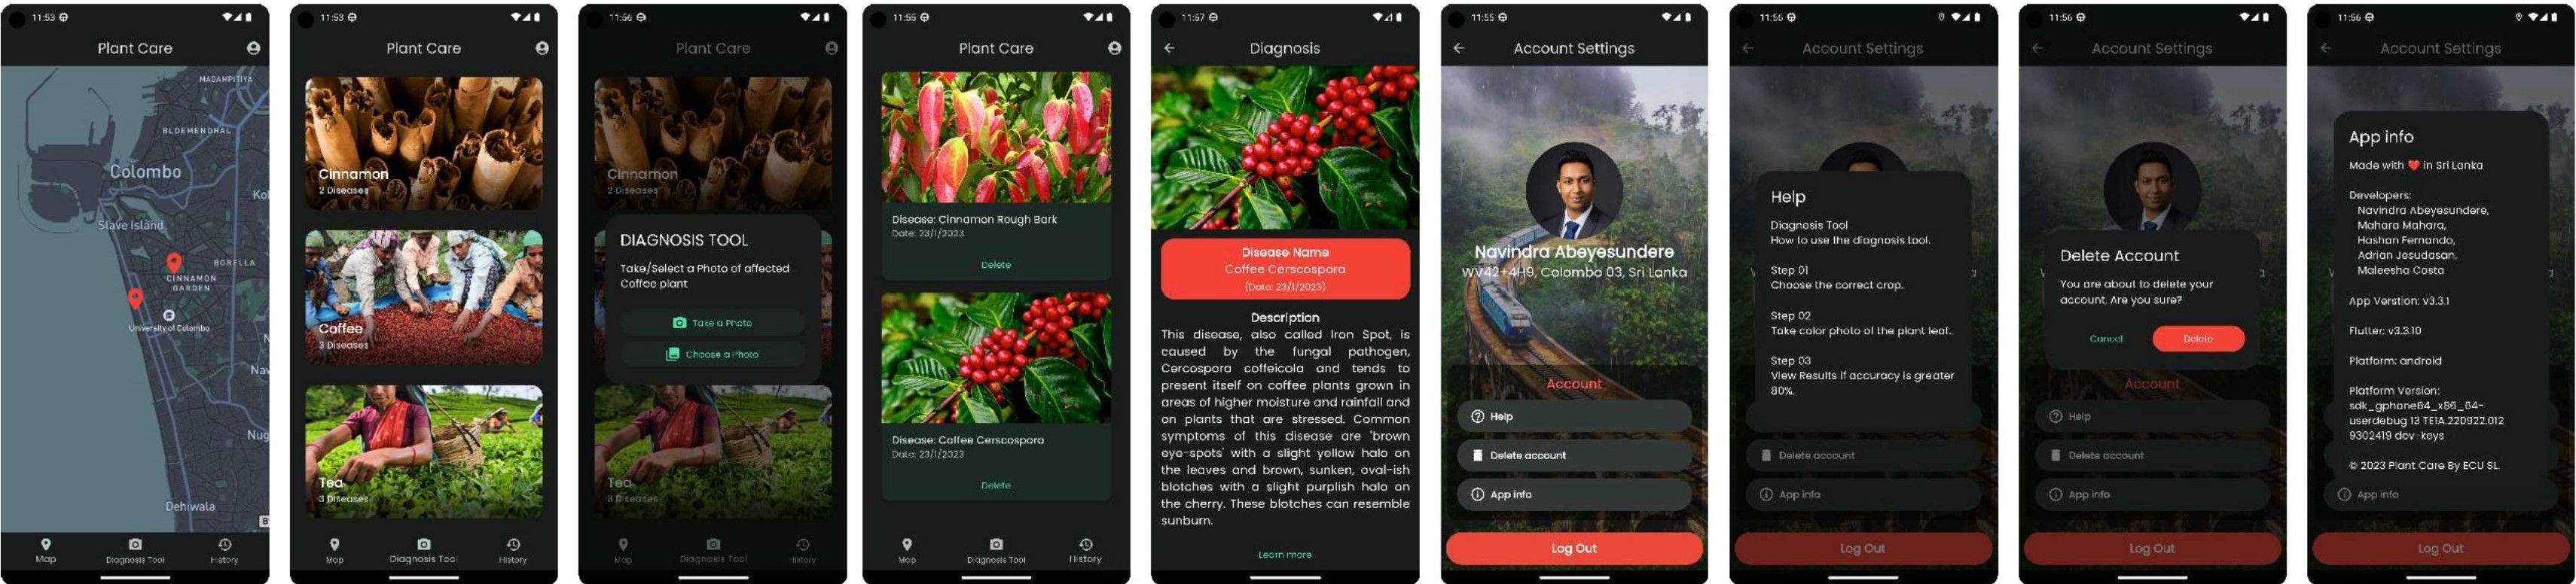 11:53
Plant Care
MADAMPITIYA
BLOEMENDHAL
Colombo
Slave Island
BORELLA
CINNAMON
GARDEN
University of Colombo
Nug
Dehiwala
Map
Diagnosis Tool
History
11:53
Plant Care
Cinnamon
2 Diseases
Coffee
3 Diseases
Tea
3 Diseases
Map
Diagnosis Tool
History
11:56
Plant Care
Cinnamon
2 Diseases
DIAGNOSIS TOOL
Take/Select a Photo of affected
Coffee plant
Take a Photo
Choose a Photo
Tea
3 Diseases
Map
Diagnosis Tool
History
11:55
Plant Care
Disease: Cinnamon Rough Bark
Date: 23/1/2023
Delete
Disease: Coffee Cerscospora
Date: 23/1/2023
Delete
Map
Diagnosis Tool
History
11:57
Diagnosis
Disease Name
Coffee Cerscospora
(Date: 23/1/2023)
Description
This disease, also called Iron Spot, is
caused by the fungal pathogen,
Cercospora coffeicola and tends to
present itself on coffee plants grown in
areas of higher moisture and rainfall and
on plants that are stressed. Common
symptoms of this disease are 'brown
eye-spots' with a slight yellow halo on
the leaves and brown, sunken, oval-ish
blotches with a slight purplish halo on
the cherry. These blotches can resemble
sunburn.
Learn more
11:55
Account Settings
Navindra Abeyesundere
WV42+4H9, Colombo 03, Sri Lanka
Account
Help
Delete account
App info
Log Out
11:55
Account Settings
Help
Diagnosis Tool
How to use the diagnosis tool.
Step 01
Choose the correct crop.
Step 02
Take color photo of the plant leaf.
Step 03
View Results if accuracy is greater
80%.
Delete account
App info
Log Out
11:56
Account Settings
Delete Account
You are about to delete your
account. Are you sure?
Cancel
Delete
Account
Help
Delete account
App info
Log Out
11:56
Account Settings
App info
Made with ❤️ in Sri Lanka
Developers:
Navindra Abeyesundere,
Mahara Mahara,
Hashan Fernando,
Adrian Jesudasan,
Maleesha Costa
App Verstion: v3.3.1
Flutter: v3.3.10
Platform: android
Platform Version:
sdk_gphone64_x86_64-
userdebug 13 TE1A.220922.012
9302419 dev-keys
© 2023 Plant Care By ECU SL.
App info
Log Out